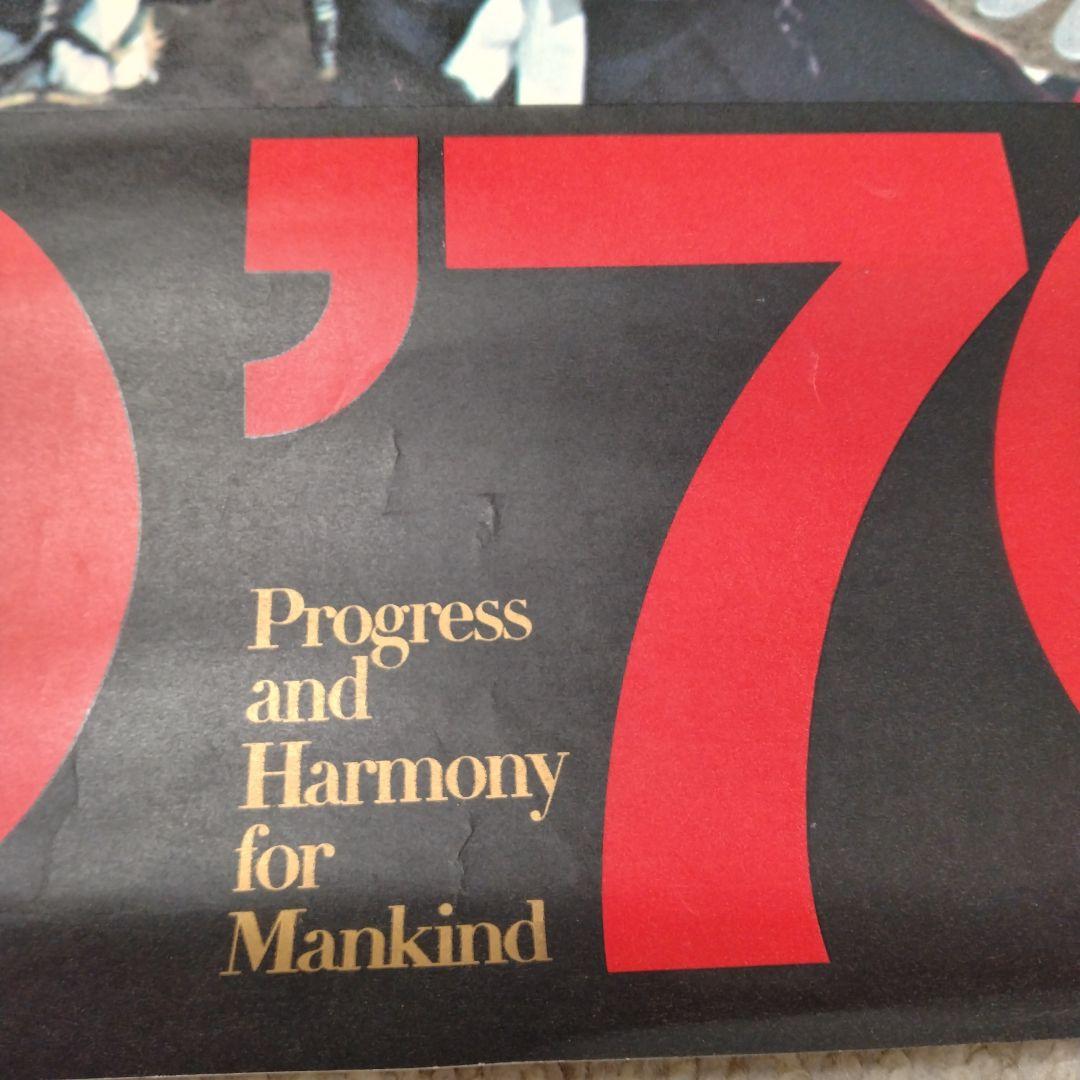 '7
Progress
and
Harmony
for
Mankind